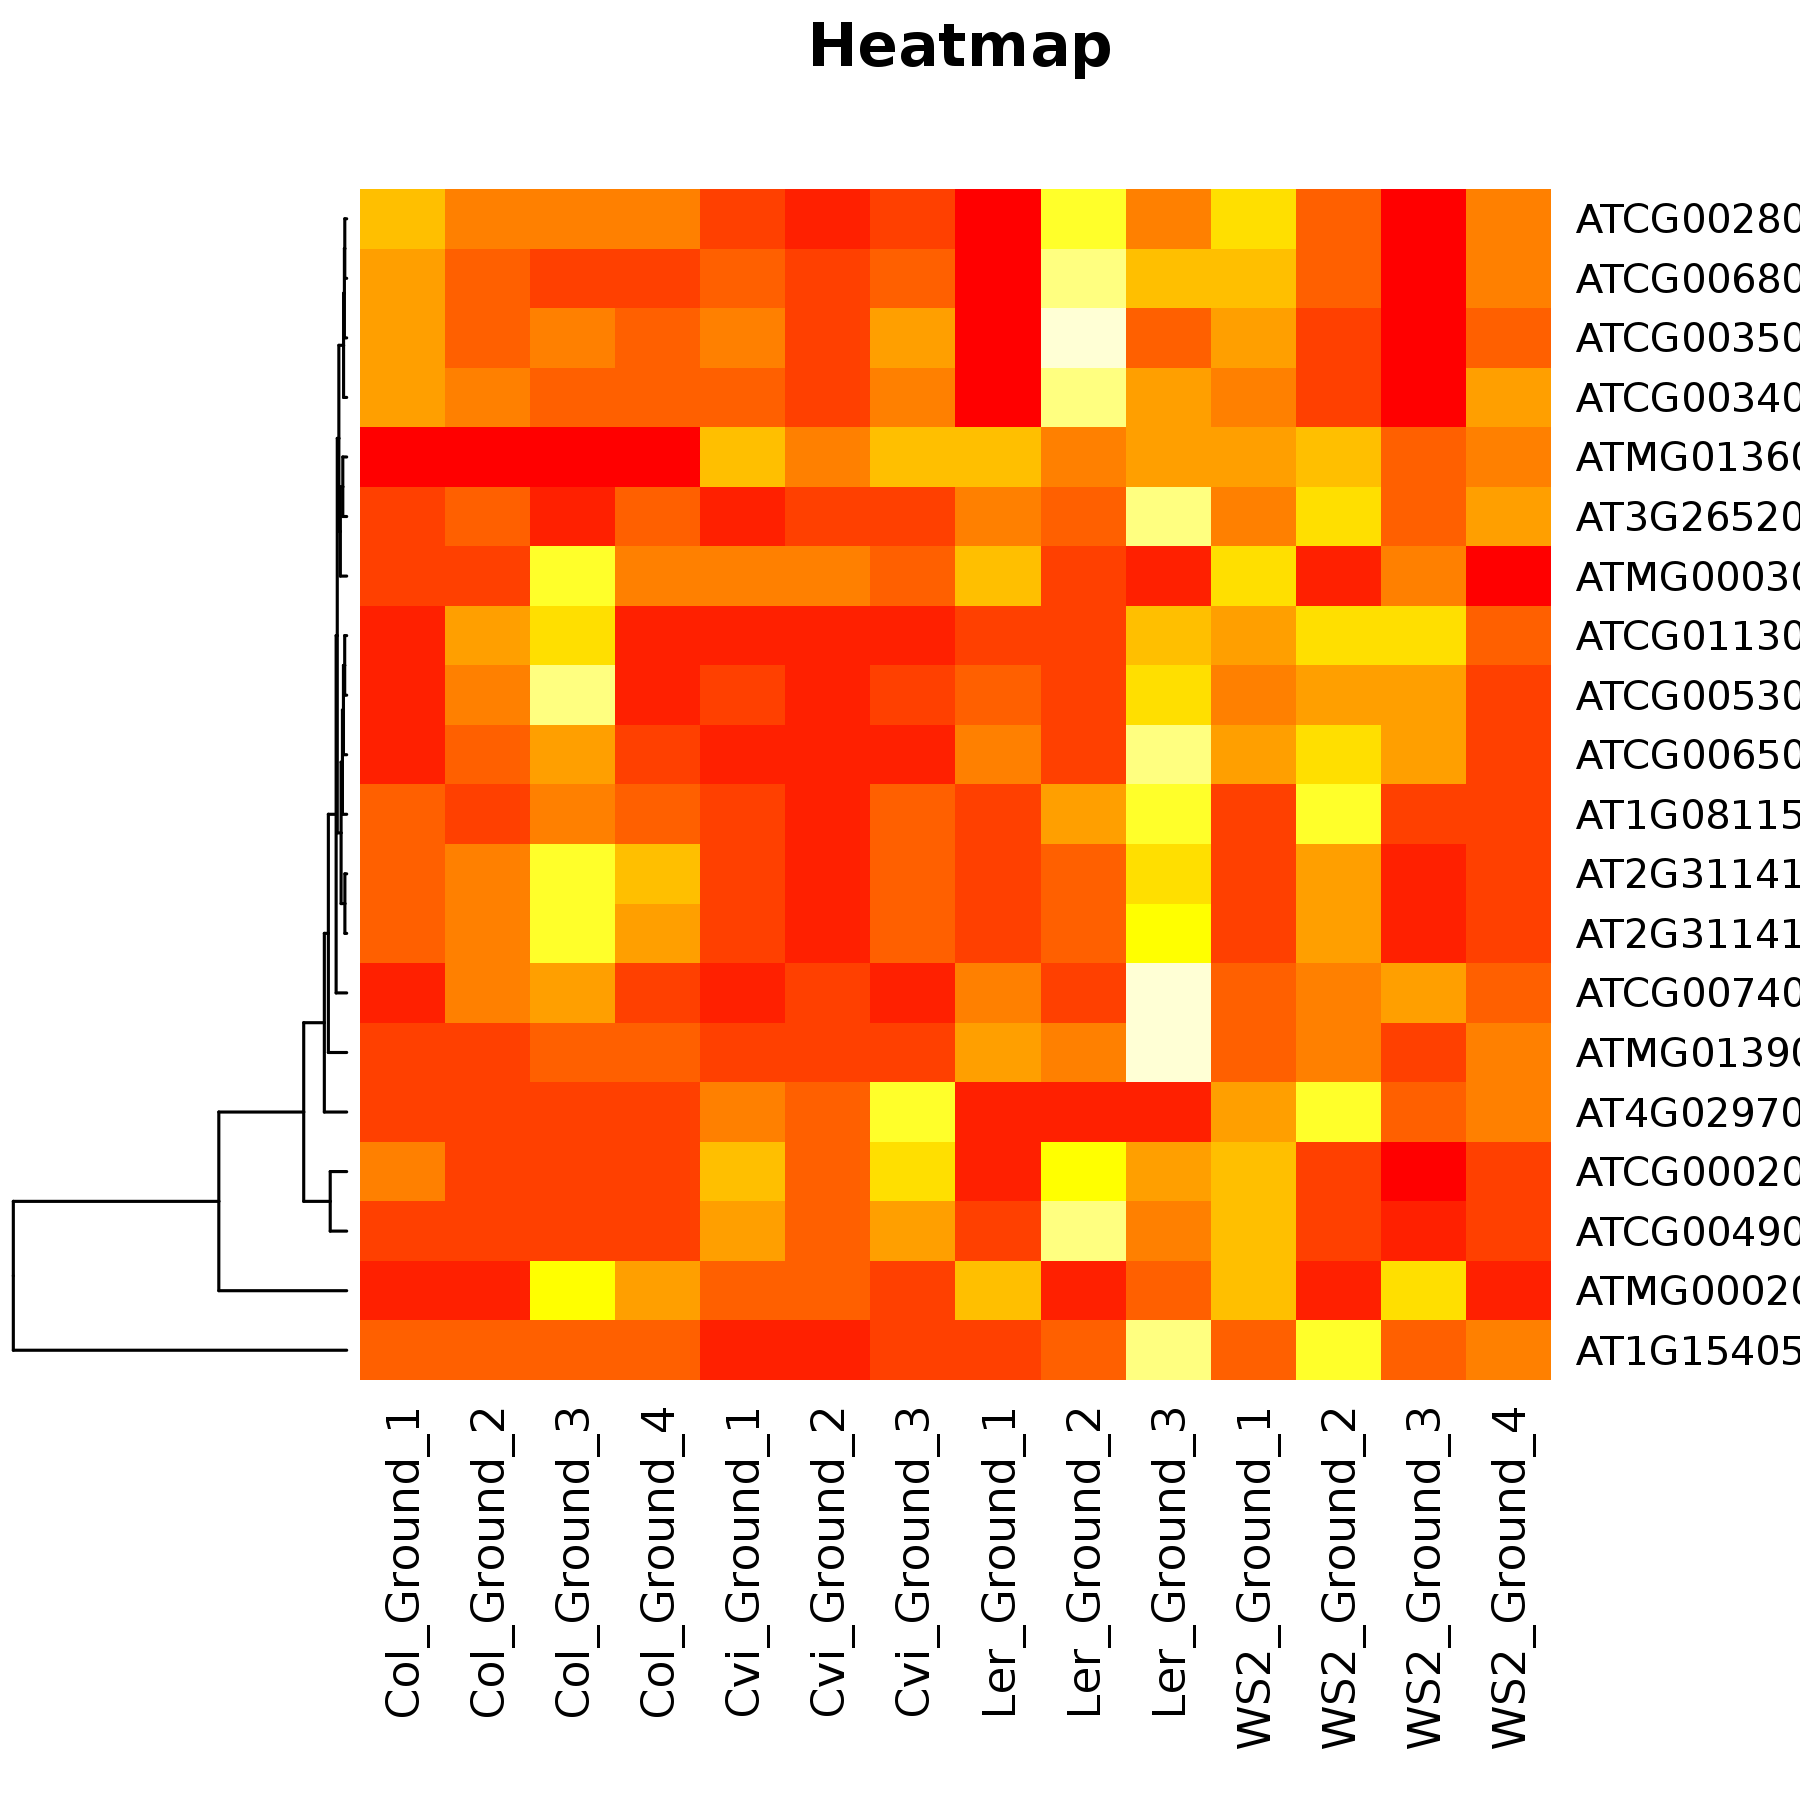 Heatmap
ATCG00280
ATCG00680
ATCG00350
ATCG00340
ATMG01360
AT3G26520
ATMG00030
ATCG01130
ATCG00530
ATCG00650
AT1G08115
AT2G31141
AT2G31141
ATCG00740
ATMG01390
AT4G02970
ATCG00020
ATCG00490
ATMG00020
AT1G15405
Col_Ground_1
Col_Ground_2
Col_Ground_3
Col_Ground_4
Cvi_Ground_1
Cvi_Ground_2
Cvi_Ground_3
Ler_Ground_1
Ler_Ground_2
Ler_Ground_3
WS2_Ground_1
WS2_Ground_2
WS2_Ground_3
WS2_Ground_4